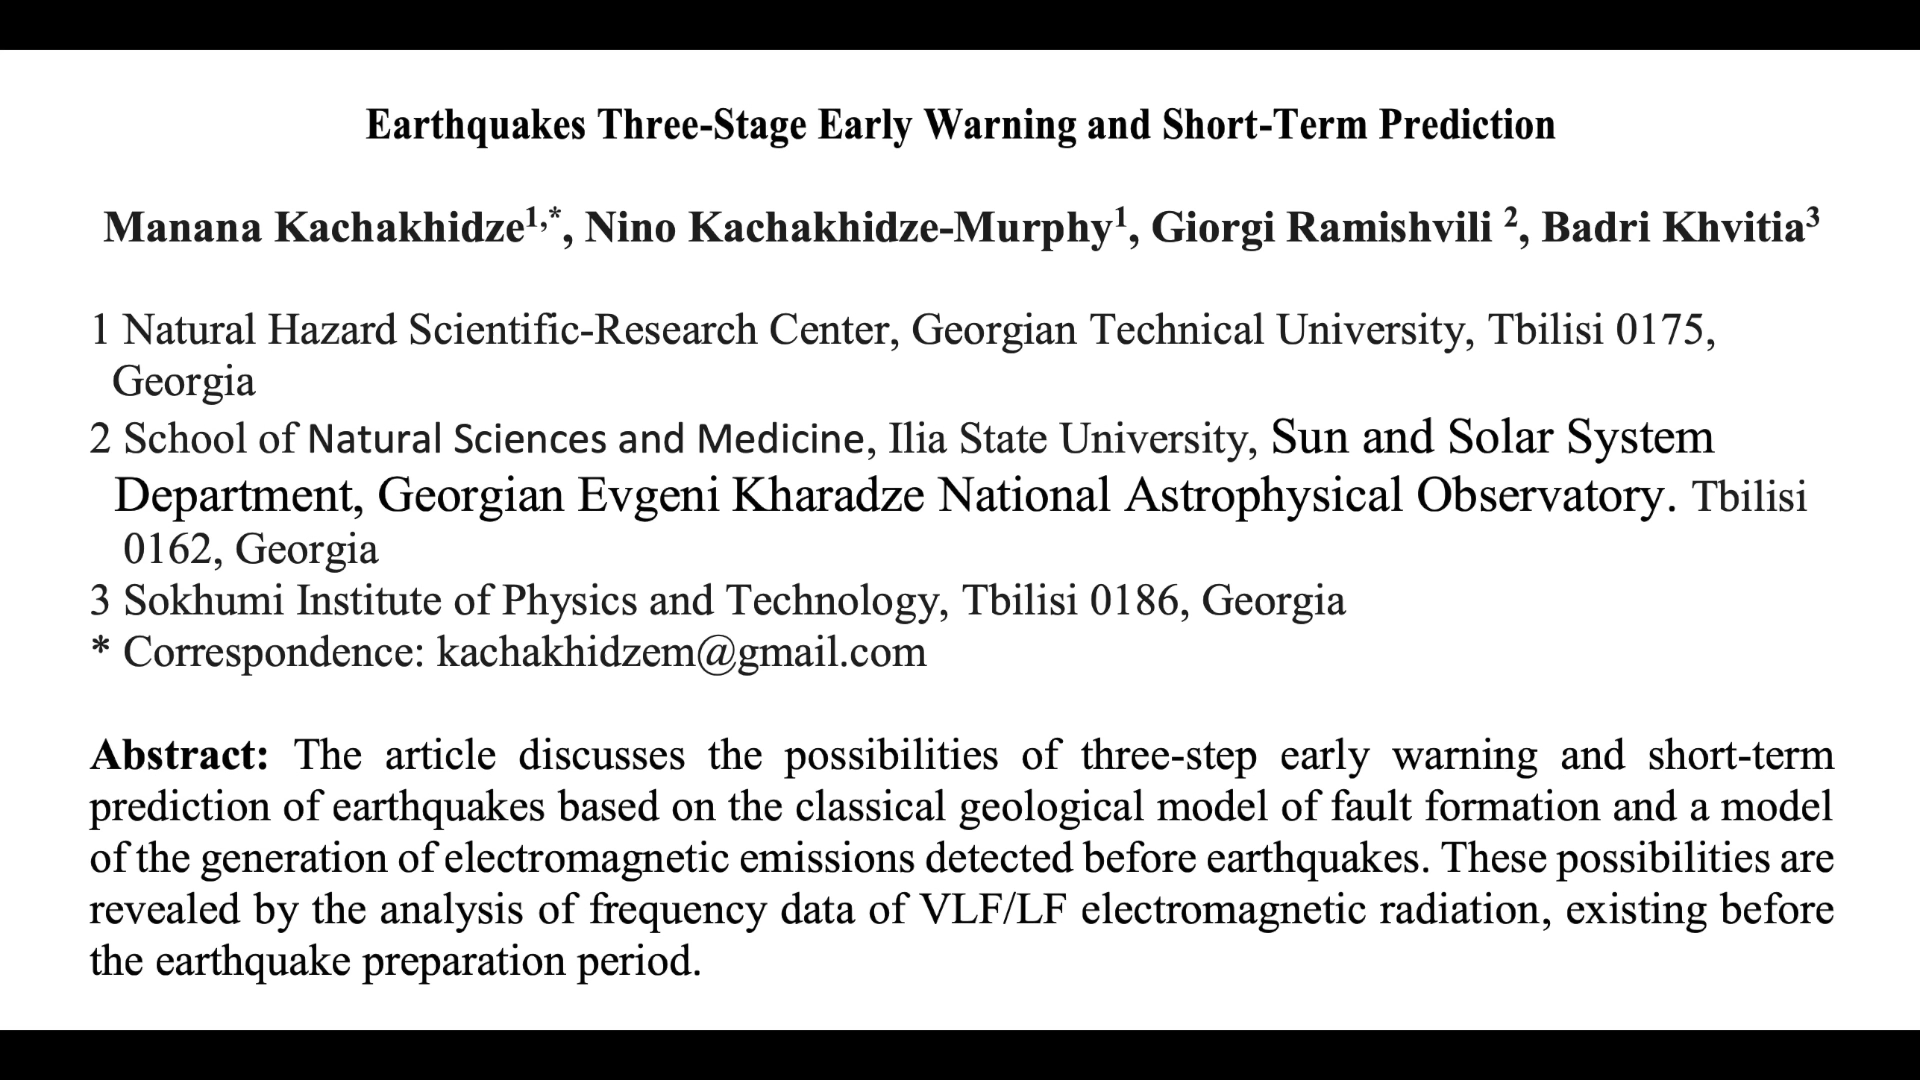 Earthquakes Three-Stage Early Warning and Short-Term Prediction
Manana Kachakhidze1,*, Nino Kachakhidze-Murphy1, Giorgi Ramishvili 2, Badri Khvitia3
1 Natural Hazard Scientific-Research Center, Georgian Technical University, Tbilisi 0175,
Georgia
2 School of Natural Sciences and Medicine, Ilia State University, Sun and Solar System
Department, Georgian Evgeni Kharadze National Astrophysical Observatory. Tbilisi
0162, Georgia
3 Sokhumi Institute of Physics and Technology, Tbilisi 0186, Georgia
* Correspondence: kachakhidzem@gmail.com
Abstract: The article discusses the possibilities of three-step early warning and short-term
prediction of earthquakes based on the classical geological model of fault formation and a model
of the generation of electromagnetic emissions detected before earthquakes. These possibilities are
revealed by the analysis of frequency data of VLF/LF electromagnetic radiation, existing before
the earthquake preparation period.